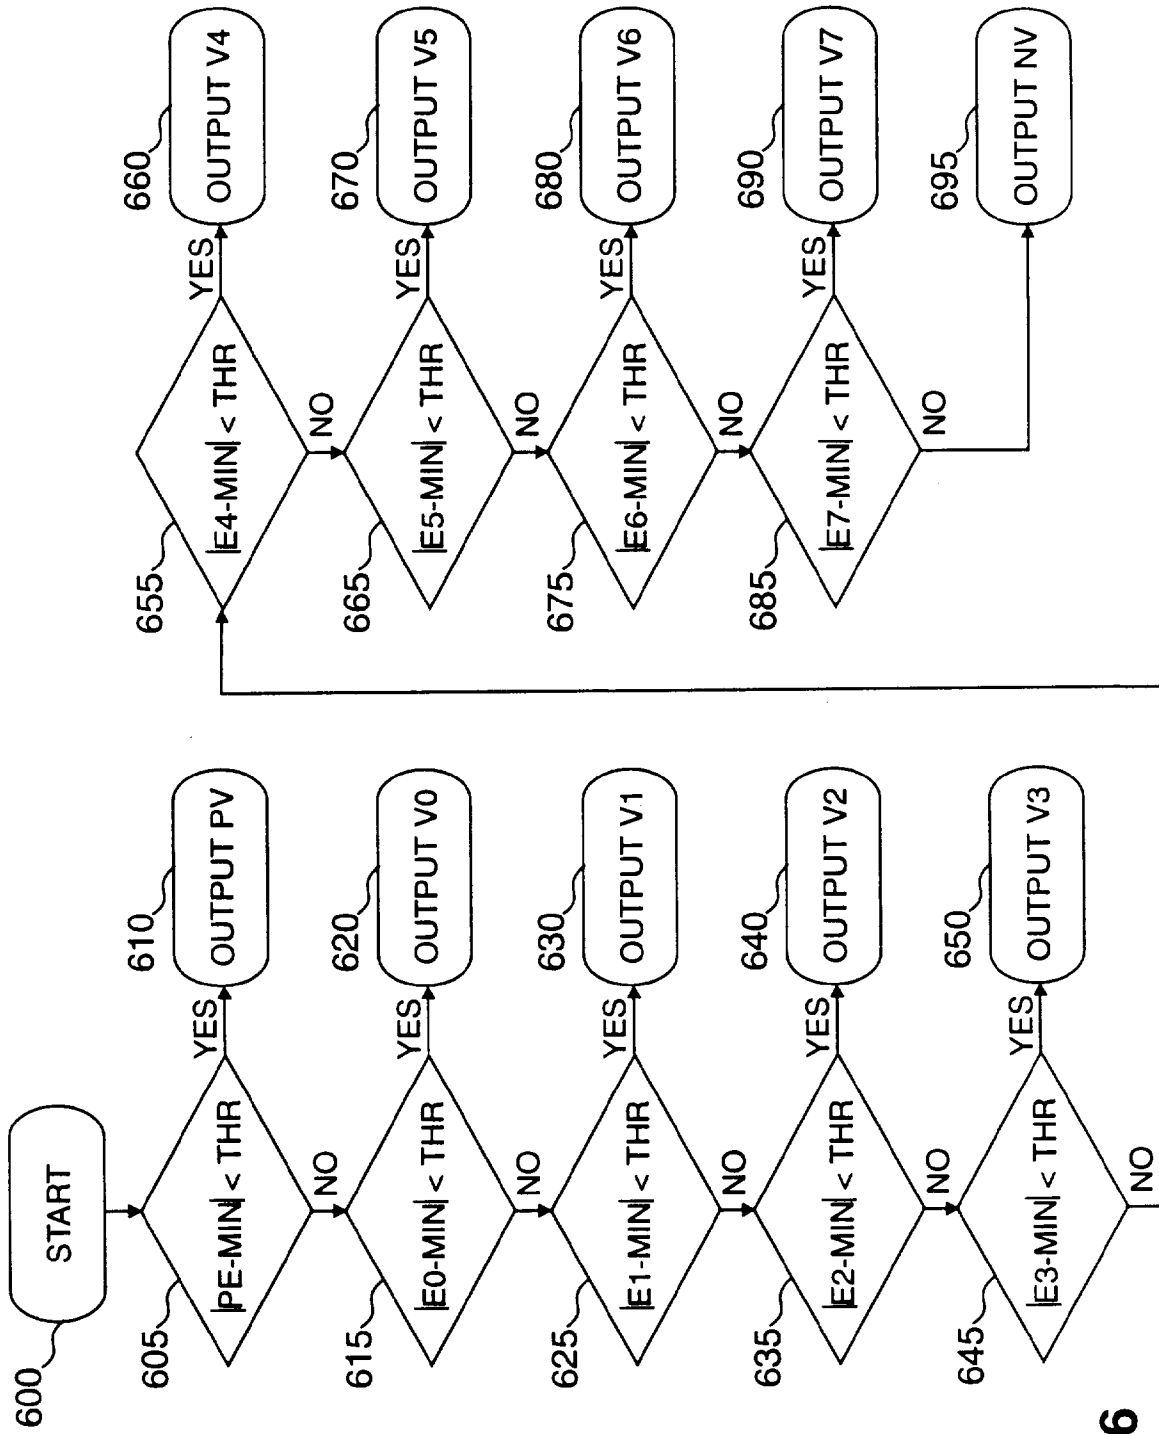 600
START
605
|PE-MIN| < THR
YES
610
OUTPUT PV
NO
615
|E0-MIN| < THR
YES
620
OUTPUT V0
NO
625
|E1-MIN| < THR
YES
630
OUTPUT V1
NO
635
|E2-MIN| < THR
YES
640
OUTPUT V2
NO
645
|E3-MIN| < THR
YES
650
OUTPUT V3
NO
655
|E4-MIN| < THR
YES
660
OUTPUT V4
NO
665
|E5-MIN| < THR
YES
670
OUTPUT V5
NO
675
|E6-MIN| < THR
YES
680
OUTPUT V6
NO
685
|E7-MIN| < THR
YES
690
OUTPUT V7
NO
695
OUTPUT NV
6